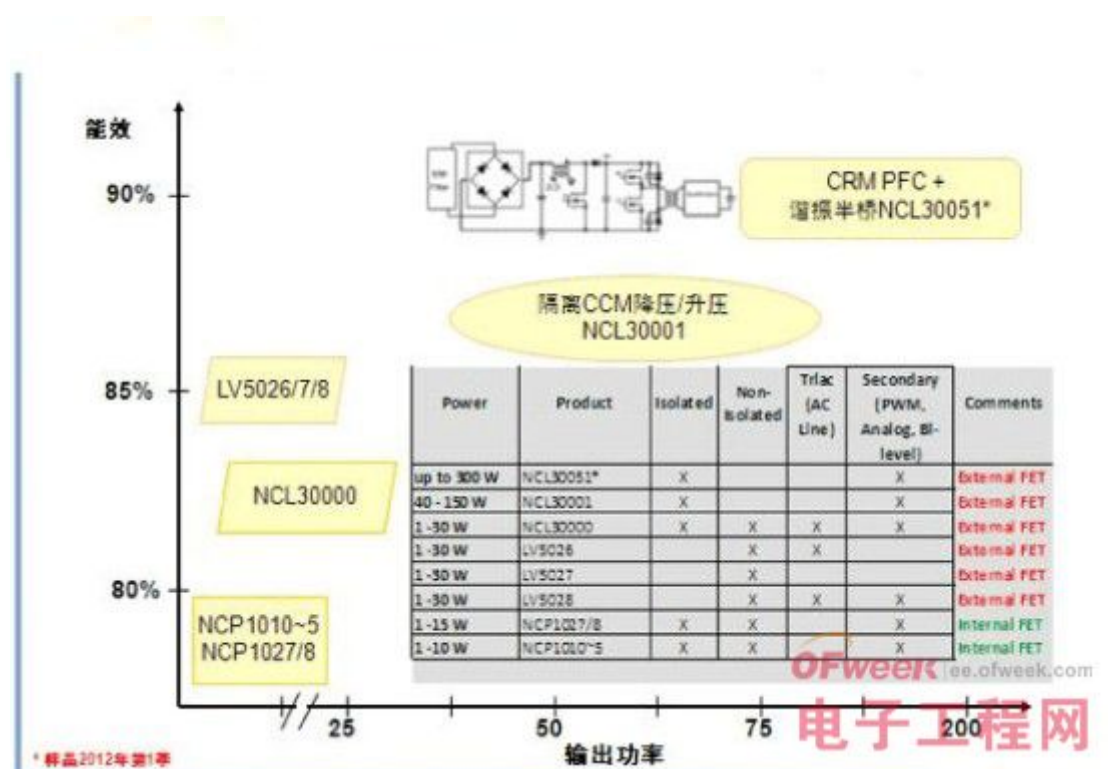 能效
90%
CRM PFC +
谐振半桥NCL30051*
隔离CCM降压/升压
NCL30001
85%
LV5026/7/8
NCL30000
80%
NCP1010~5
NCP1027/8
Power Product Isolated Non-Isolated Triac (AC Line) Secondary (PWM, Analog, Bi-level) Comments
up to 300 W NCL30051* X X External FET
40 - 150 W NCL30001 X X External FET
1 -30 W NCL30000 X X X X External FET
1 -30 W LV5026 X X External FET
1 -30 W LV5027 X External FET
1 -30 W LV5028 X X X External FET
1 -15 W NCP1027/8 X X X Internal FET
1 -10 W NCP1010~5 X X X Internal FET
OFweek ee.ofweek.com
电子工程网
25 50 75 200
输出功率
* 样品2012年第1季